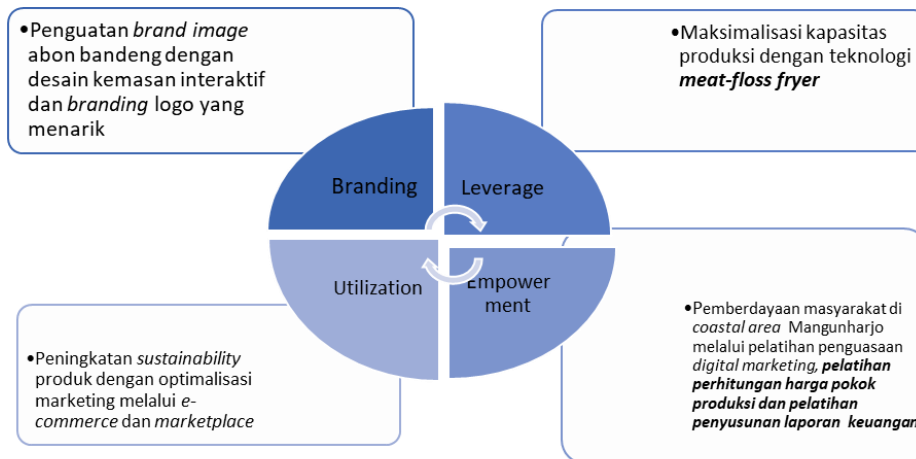 •Penguatan brand image
abon bandeng dengan
desain kemasan interaktif
dan branding logo yang
menarik
•Maksimalisasi kapasitas
produksi dengan teknologi
meat-floss fryer
Branding
Leverage
Utilization
Empower
ment
•Peningkatan sustainability
produk dengan optimalisasi
marketing melalui e-
commerce dan marketplace
•Pemberdayaan masyarakat di
coastal area Mangunharjo
melalui pelatihan penguasaan
digital marketing, pelatihan
perhitungan harga pokok
produksi dan pelatihan
penyusunan laporan keuangan